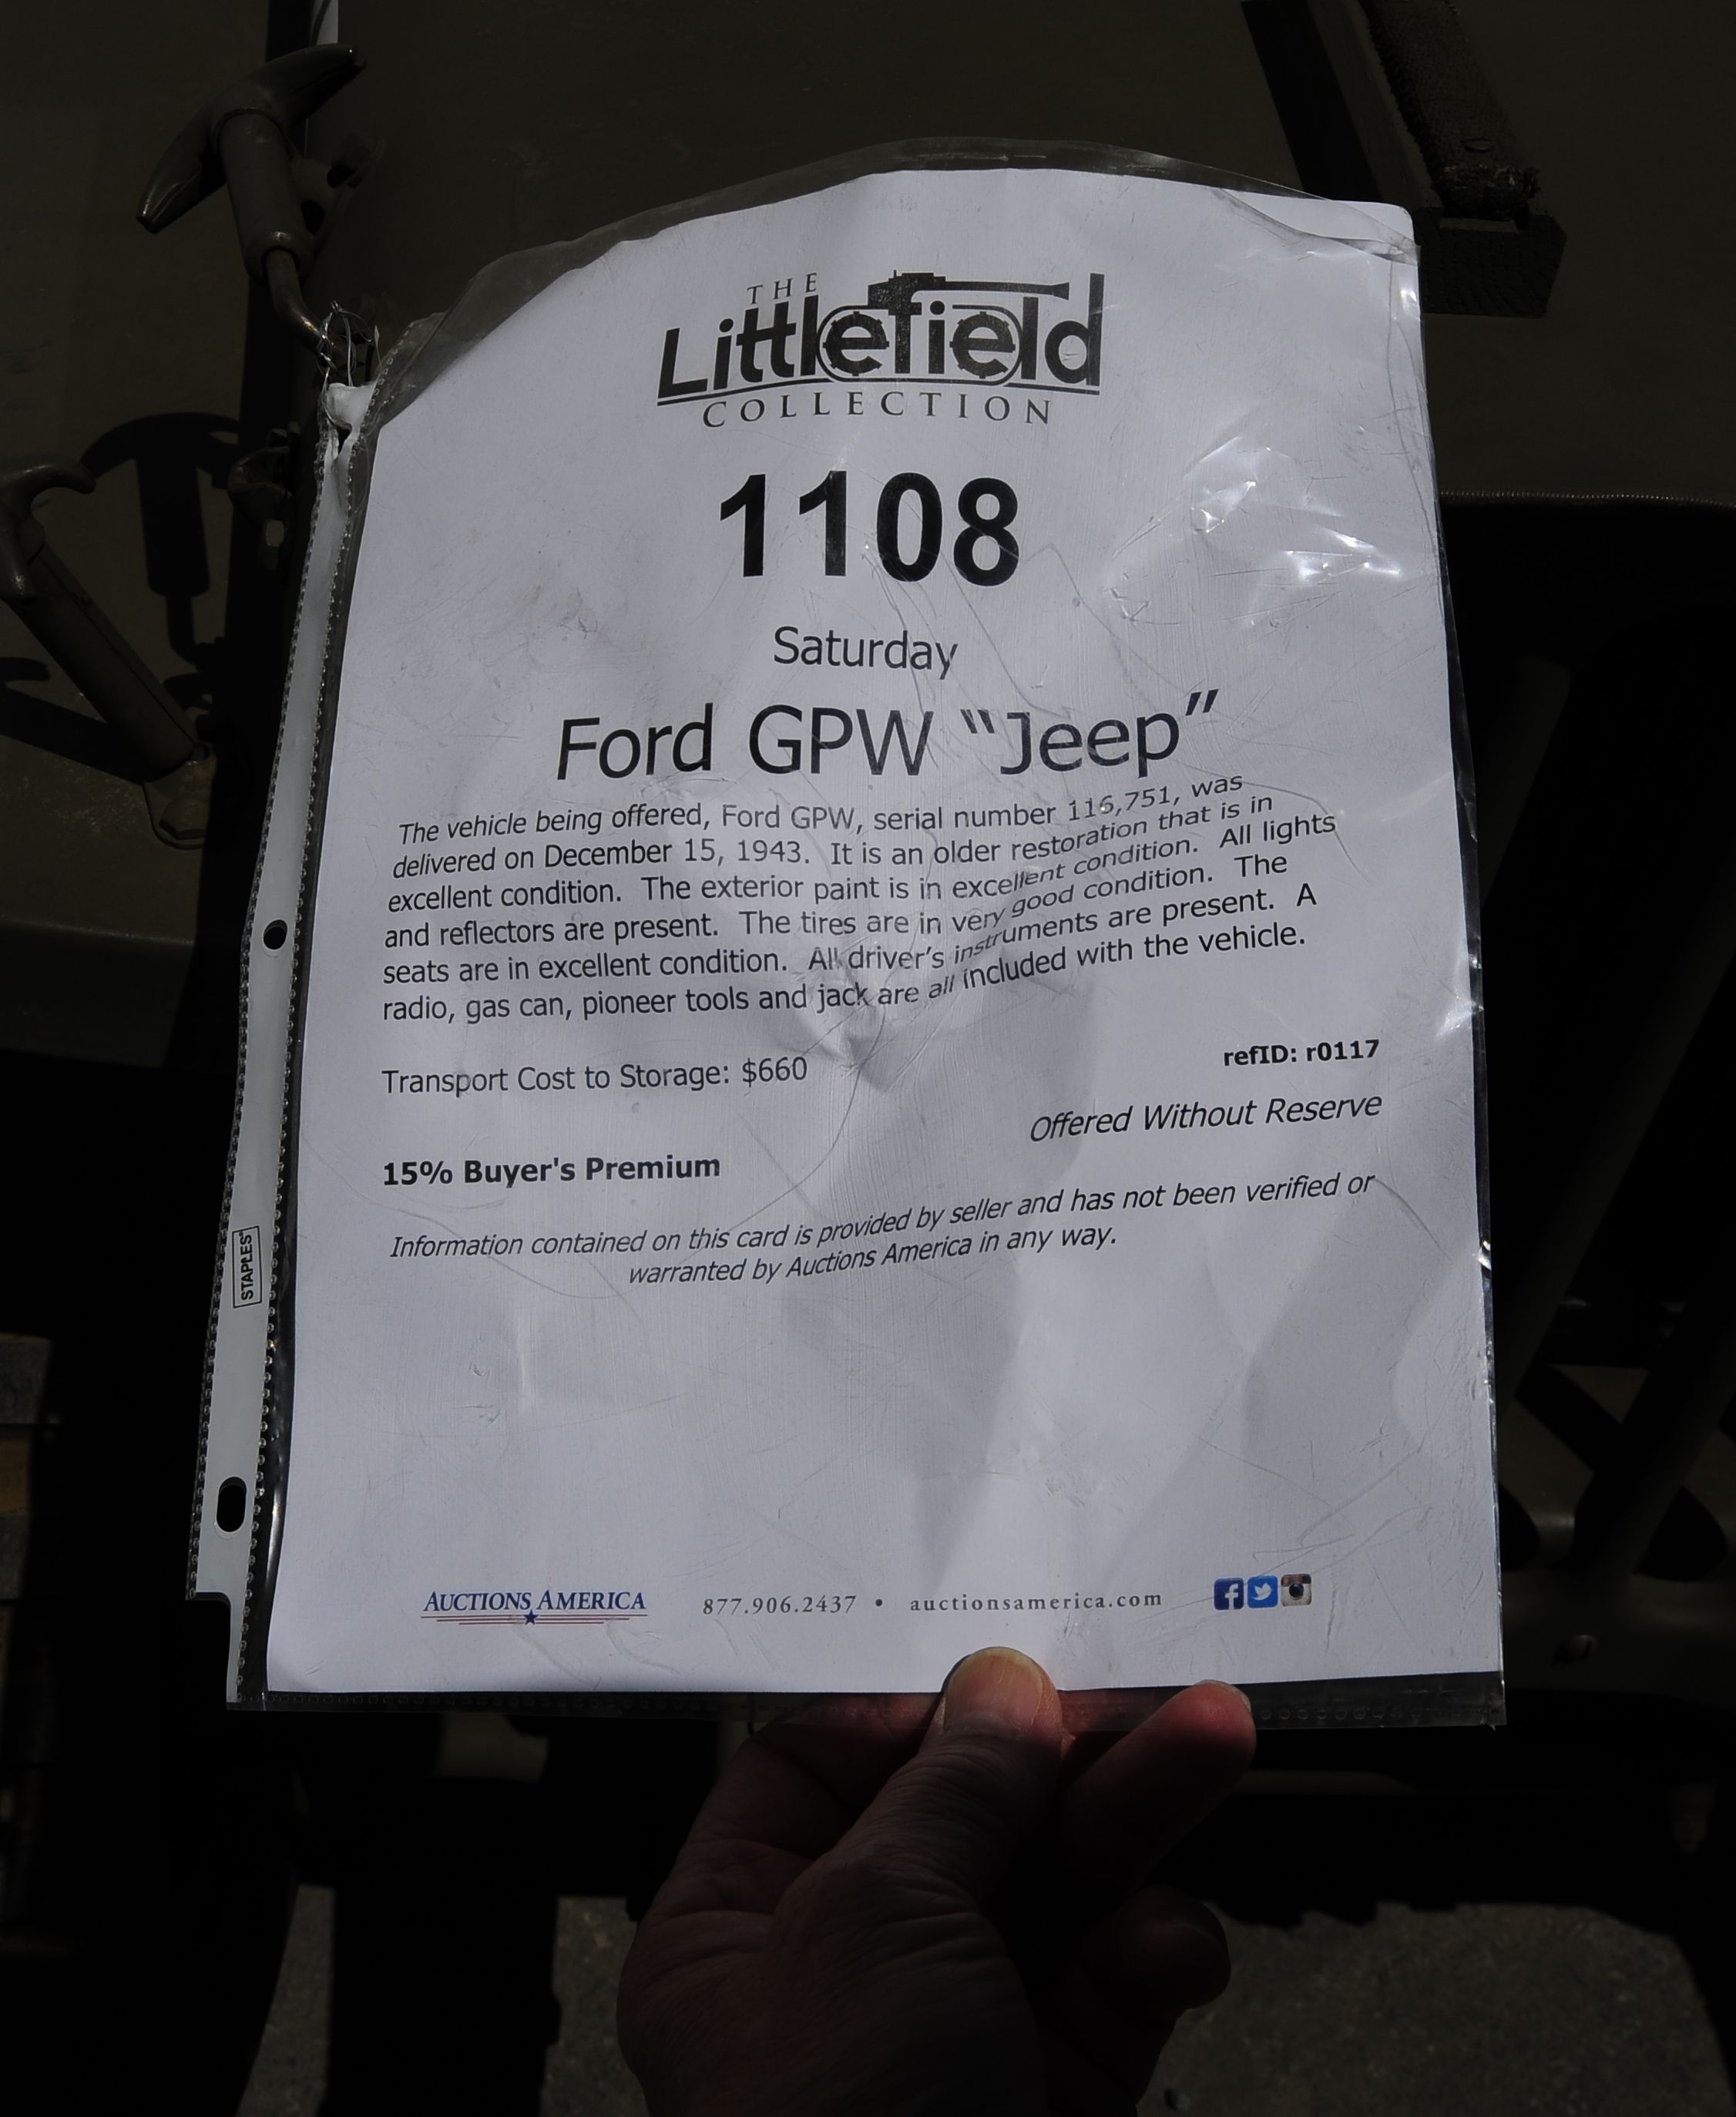 THE
Littlefield
COLLECTION
1108
Saturday
Ford GPW “Jeep”
The vehicle being offered, Ford GPW, serial number 116,751, was
delivered on December 15, 1943. It is an older restoration that is in
excellent condition. The exterior paint is in excellent condition. All lights
and reflectors are present. The tires are in very good condition. The
seats are in excellent condition. All driver's instruments are present. A
radio, gas can, pioneer tools and jack are all included with the vehicle.
refID: r0117
Transport Cost to Storage: $660
Offered Without Reserve
15% Buyer's Premium
Information contained on this card is provided by seller and has not been verified or
warranted by Auctions America in any way.
STAPLES
AUCTIONS AMERICA 877.906.2437 • auctionsamerica.com